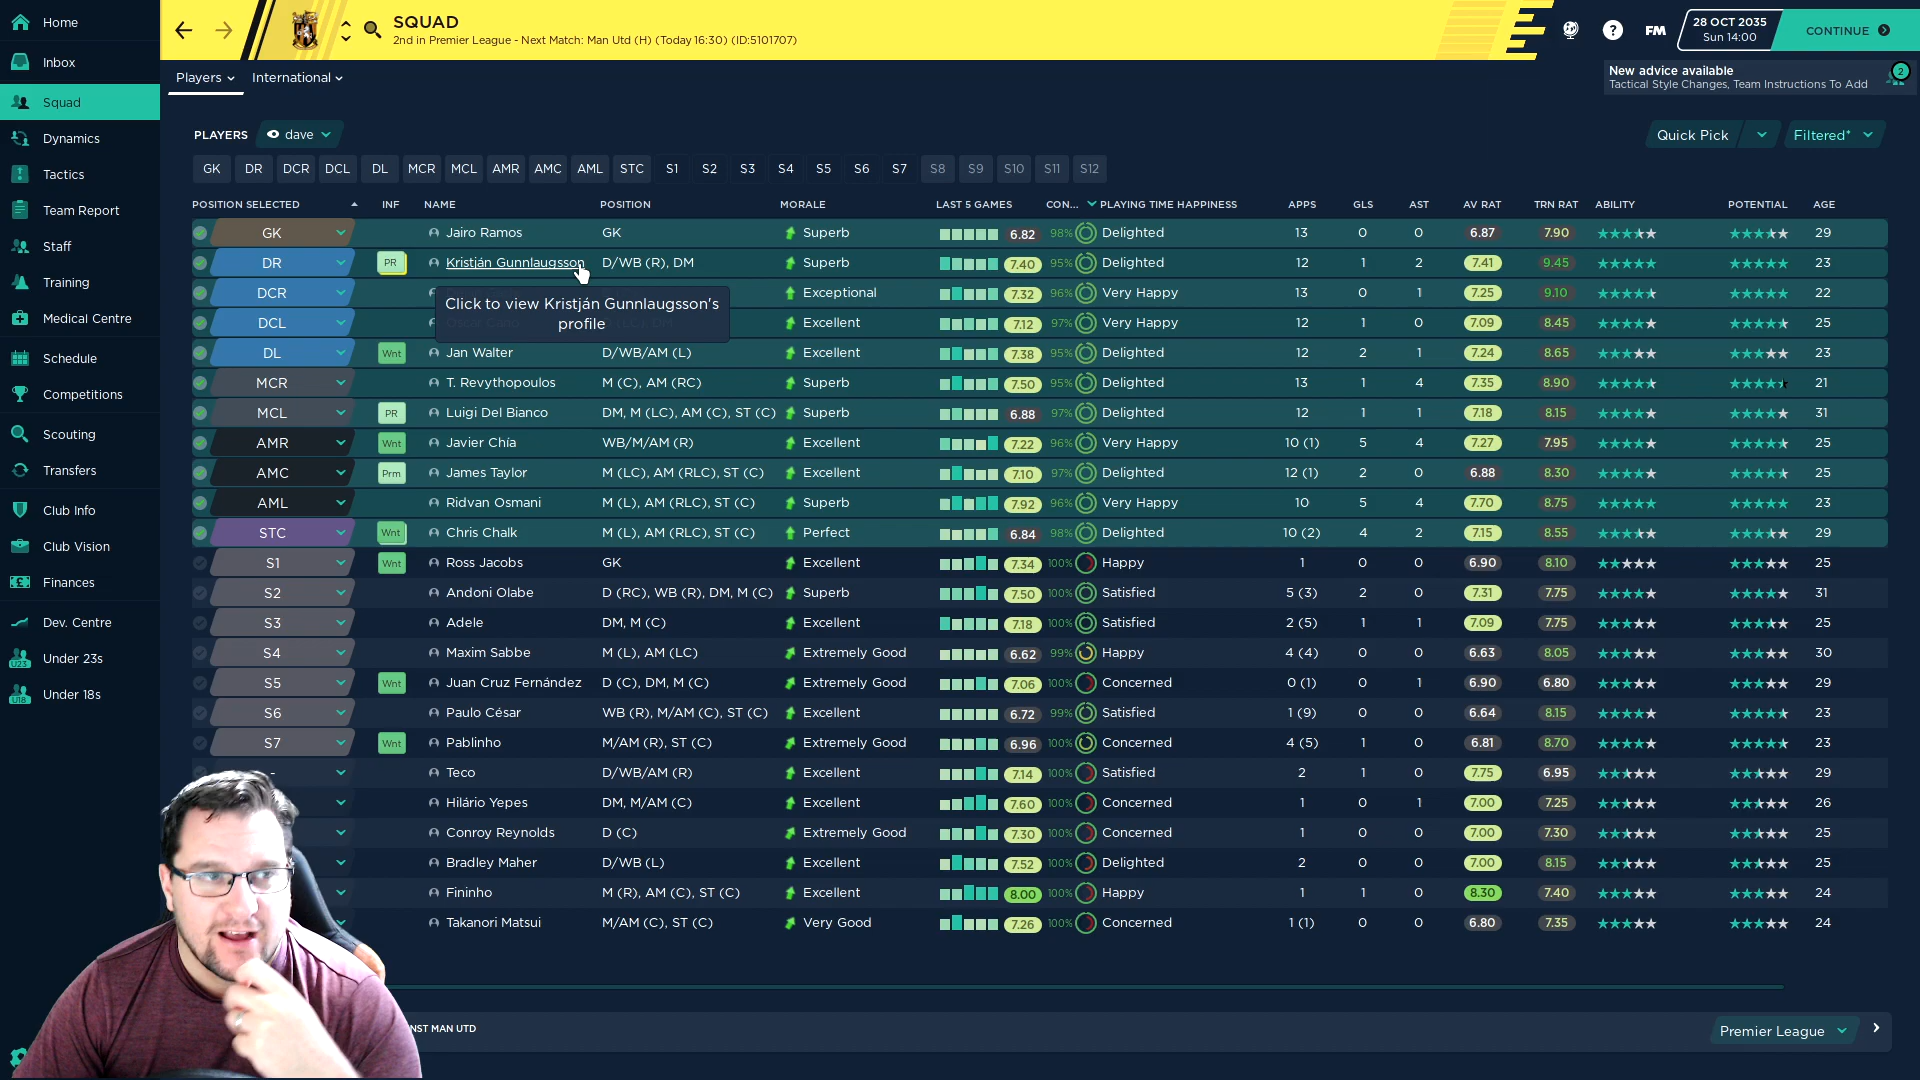 Home
Inbox
Squad
Dynamics
Tactics
Team Report
Staff
Training
Medical Centre
Schedule
Competitions
Scouting
Transfers
Club Info
Club Vision
Finances
Dev. Centre
U23 Under 23s
U18 Under 18s
SQUAD
2nd in Premier League - Next Match: Man Utd (H) (Today 16:30) (ID:5101707)
? FM
28 OCT 2035
Sun 14:00
CONTINUE
Players International
New advice available
Tactical Style Changes, Team Instructions To Add
2
PLAYERS dave Quick Pick Filtered*
GK DR DCR DCL DL MCR MCL AMR AMC AML STC S1 S2 S3 S4 S5 S6 S7 S8 S9 S10 S11 S12
POSITION SELECTED INF NAME POSITION MORALE LAST 5 GAMES CON... PLAYING TIME HAPPINESS APPS GLS AST AV RAT TRN RAT ABILITY POTENTIAL AGE
GK Jairo Ramos GK Superb 6.82 98% Delighted 13 0 0 6.87 7.90 29
DR PR Kristján Gunnlaugsson D/WB (R), DM Superb 7.40 95% Delighted 12 1 2 7.41 9.45 23
DCR Exceptional 7.32 96% Very Happy 13 0 1 7.25 9.10 22
Click to view Kristján Gunnlaugsson's
profile
DCL Excellent 7.12 97% Very Happy 12 1 0 7.09 8.45 25
DL Wnt Jan Walter D/WB/AM (L) Excellent 7.38 95% Delighted 12 2 1 7.24 8.65 23
MCR T. Revythopoulos M (C), AM (RC) Superb 7.50 95% Delighted 13 1 4 7.35 8.90 21
MCL PR Luigi Del Bianco DM, M (LC), AM (C), ST (C) Superb 6.88 97% Delighted 12 1 1 7.18 8.15 31
AMR Wnt Javier Chía WB/M/AM (R) Excellent 7.22 96% Very Happy 10 (1) 5 4 7.27 7.95 25
AMC Prm James Taylor M (LC), AM (RLC), ST (C) Excellent 7.10 97% Delighted 12 (1) 2 0 6.88 8.30 25
AML Ridvan Osmani M (L), AM (RLC), ST (C) Superb 7.92 96% Very Happy 10 5 4 7.70 8.75 23
STC Wnt Chris Chalk M (L), AM (RLC), ST (C) Perfect 6.84 98% Delighted 10 (2) 4 2 7.15 8.55 29
S1 Wnt Ross Jacobs GK Excellent 7.34 100% Happy 1 0 0 6.90 8.10 25
S2 Andoni Olabe D (RC), WB (R), DM, M (C) Superb 7.50 100% Satisfied 5 (3) 2 0 7.31 7.75 31
S3 Adele DM, M (C) Excellent 7.18 100% Satisfied 2 (5) 1 1 7.09 7.75 25
S4 Maxim Sabbe M (L), AM (LC) Extremely Good 6.62 99% Happy 4 (4) 0 0 6.63 8.05 30
S5 Wnt Juan Cruz Fernández D (C), DM, M (C) Extremely Good 7.06 100% Concerned 0 (1) 0 1 6.90 6.80 29
S6 Paulo César WB (R), M/AM (C), ST (C) Excellent 6.72 99% Satisfied 1 (9) 0 0 6.64 8.15 23
S7 Wnt Pablinho M/AM (R), ST (C) Extremely Good 6.96 100% Concerned 4 (5) 1 0 6.81 8.70 23
- Teco D/WB/AM (R) Excellent 7.14 100% Satisfied 2 1 0 7.75 6.95 29
Hilário Yepes DM, M/AM (C) Excellent 7.60 100% Concerned 1 0 1 7.00 7.25 26
Conroy Reynolds D (C) Extremely Good 7.30 100% Concerned 1 0 0 7.00 7.30 25
Bradley Maher D/WB (L) Excellent 7.52 100% Delighted 2 0 0 7.00 8.15 25
Fininho M (R), AM (C), ST (C) Excellent 8.00 100% Happy 1 1 0 8.30 7.40 24
Takanori Matsui M/AM (C), ST (C) Very Good 7.26 100% Concerned 1 (1) 0 0 6.80 7.35 24
NST MAN UTD Premier League